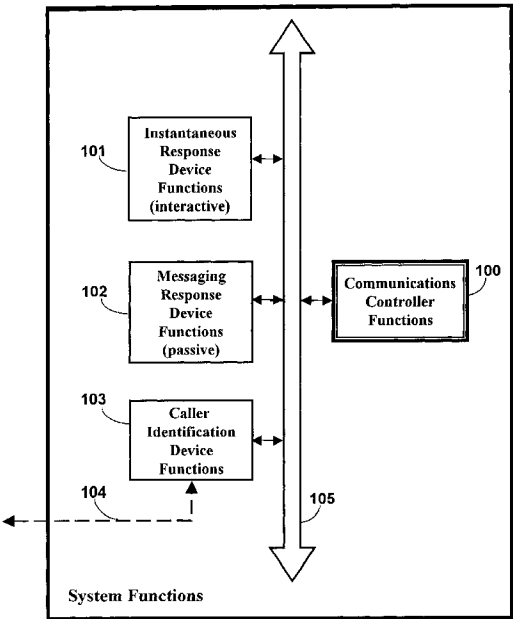 101
Instantaneous
Response
Device
Functions
(interactive)
102
Messaging
Response
Device
Functions
(passive)
100
Communications
Controller
Functions
103
Caller
Identification
Device
Functions
104
105
System Functions